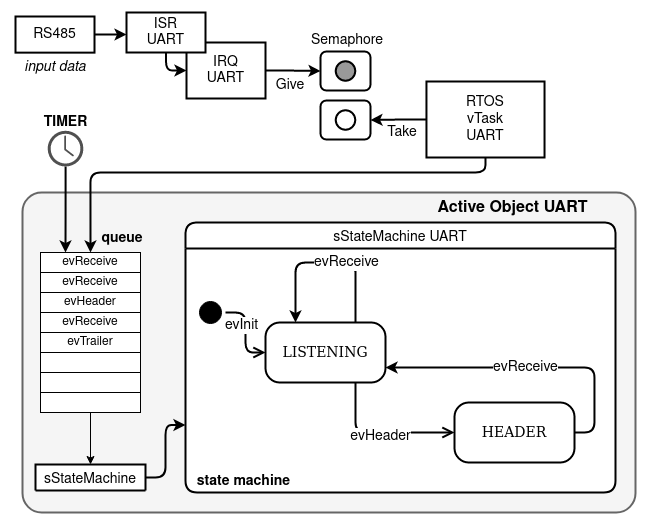 RS485
input data
ISR
UART
IRQ
UART
Give
Semaphore
Take
RTOS
vTask
UART
TIMER
Active Object UART
queue
evReceive
evReceive
evHeader
evReceive
evTrailer
sStateMachine
sStateMachine UART
evReceive
evInit
LISTENING
evReceive
evHeader
HEADER
state machine